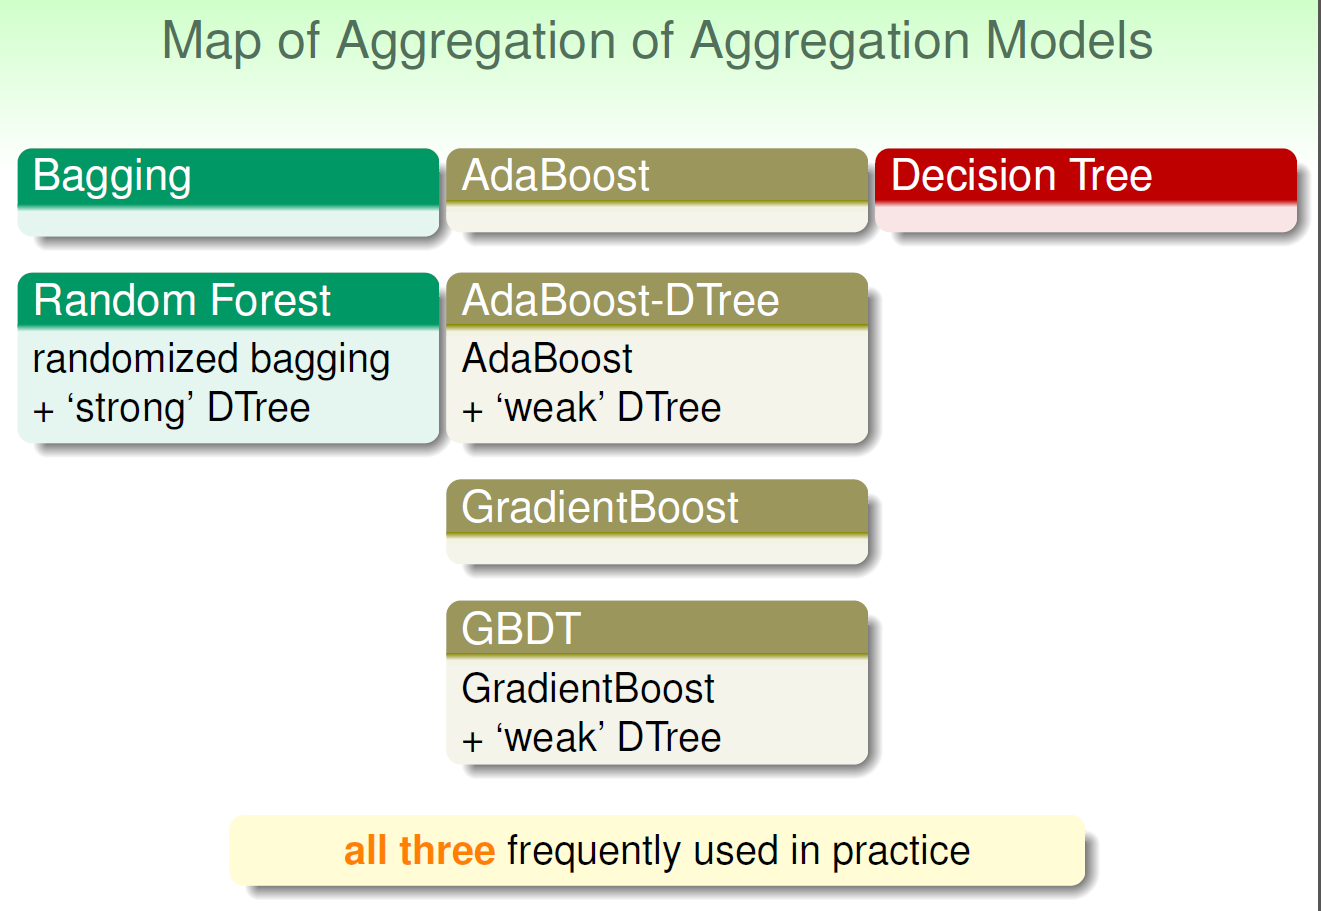 Map of Aggregation of Aggregation Models
Bagging
AdaBoost
Decision Tree
Random Forest
randomized bagging
+ ‘strong’ DTree
AdaBoost-DTree
AdaBoost
+ ‘weak’ DTree
GradientBoost
GBDT
GradientBoost
+ ‘weak’ DTree
all three frequently used in practice